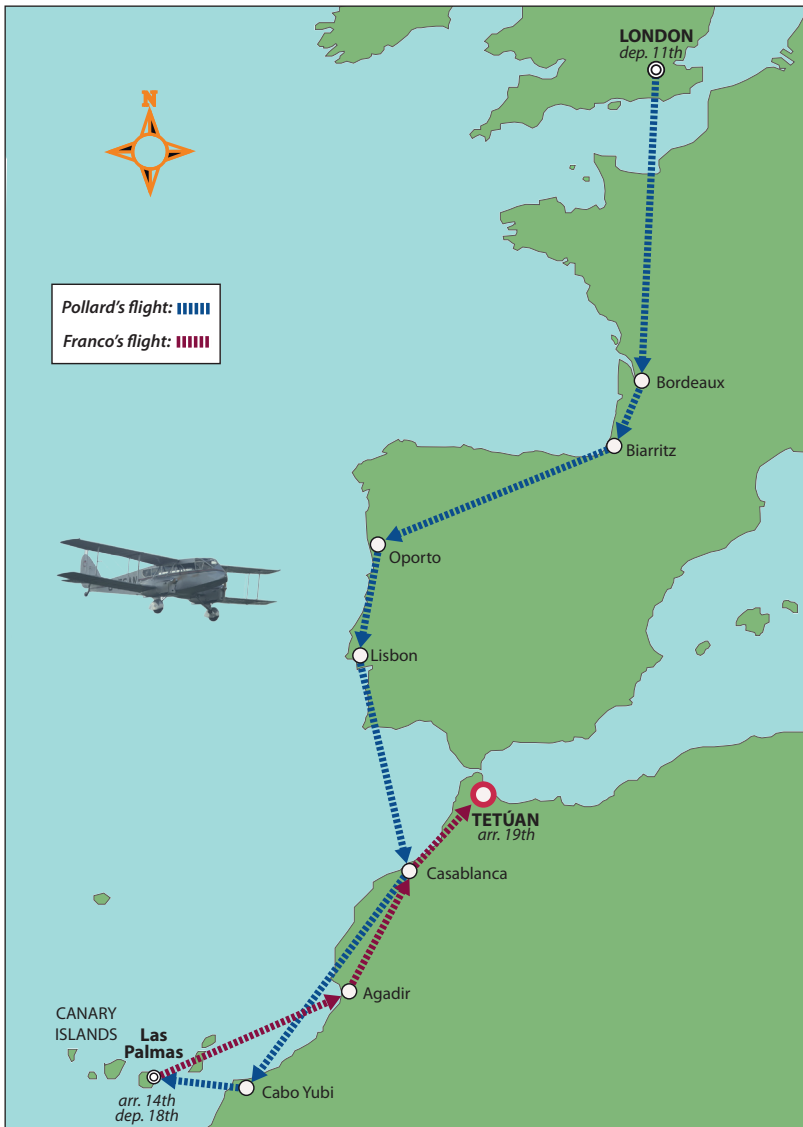 LONDON
dep. 11th
N
Pollard's flight:
Franco's flight:
Bordeaux
Biarritz
Oporto
Lisbon
TETÚAN
arr. 19th
Casablanca
Agadir
CANARY
ISLANDS
Las
Palmas
Cabo Yubi
arr. 14th
dep. 18th